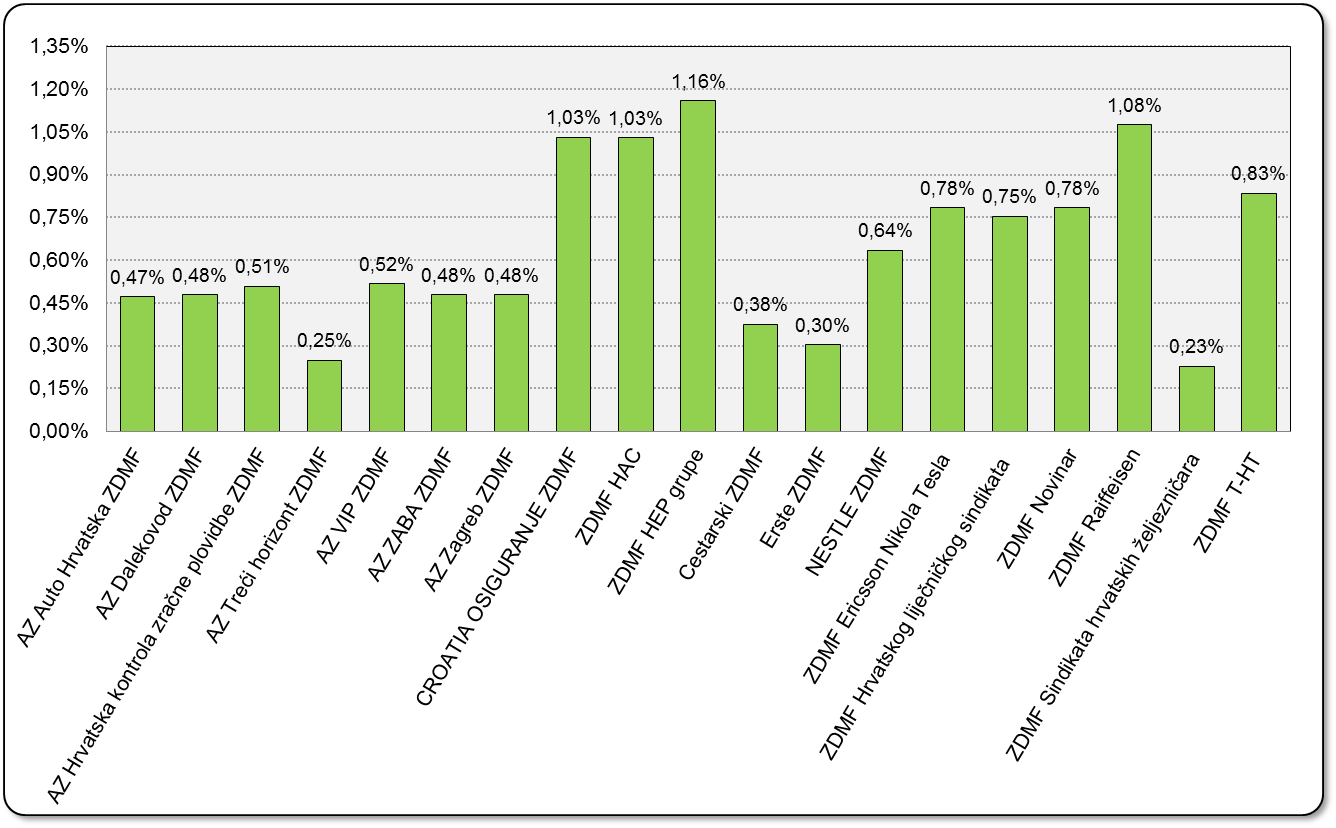 1,35%
1,20%
1,05%
0,90%
0,75%
0,60%
0,45%
0,30%
0,15%
0,00%
0,47%
0,48%
0,51%
0,25%
0,52%
0,48%
0,48%
1,03%
1,03%
1,16%
0,38%
0,30%
0,64%
0,78%
0,75%
0,78%
1,08%
0,23%
0,83%
AZ Auto Hrvatska ZDMF
AZ Dalekovod ZDMF
AZ Hrvatska kontrola zračne plovidbe ZDMF
AZ Treći horizont ZDMF
AZ VIP ZDMF
AZ ZABA ZDMF
AZ Zagreb ZDMF
CROATIA OSIGURANJE ZDMF
ZDMF HAC
ZDMF HEP grupe
Cestarski ZDMF
Erste ZDMF
NESTLE ZDMF
ZDMF Ericsson Nikola Tesla
ZDMF Hrvatskog liječničkog sindikata
ZDMF Novinar
ZDMF Raiffeisen
ZDMF Sindikata hrvatskih željezničara
ZDMF T-HT